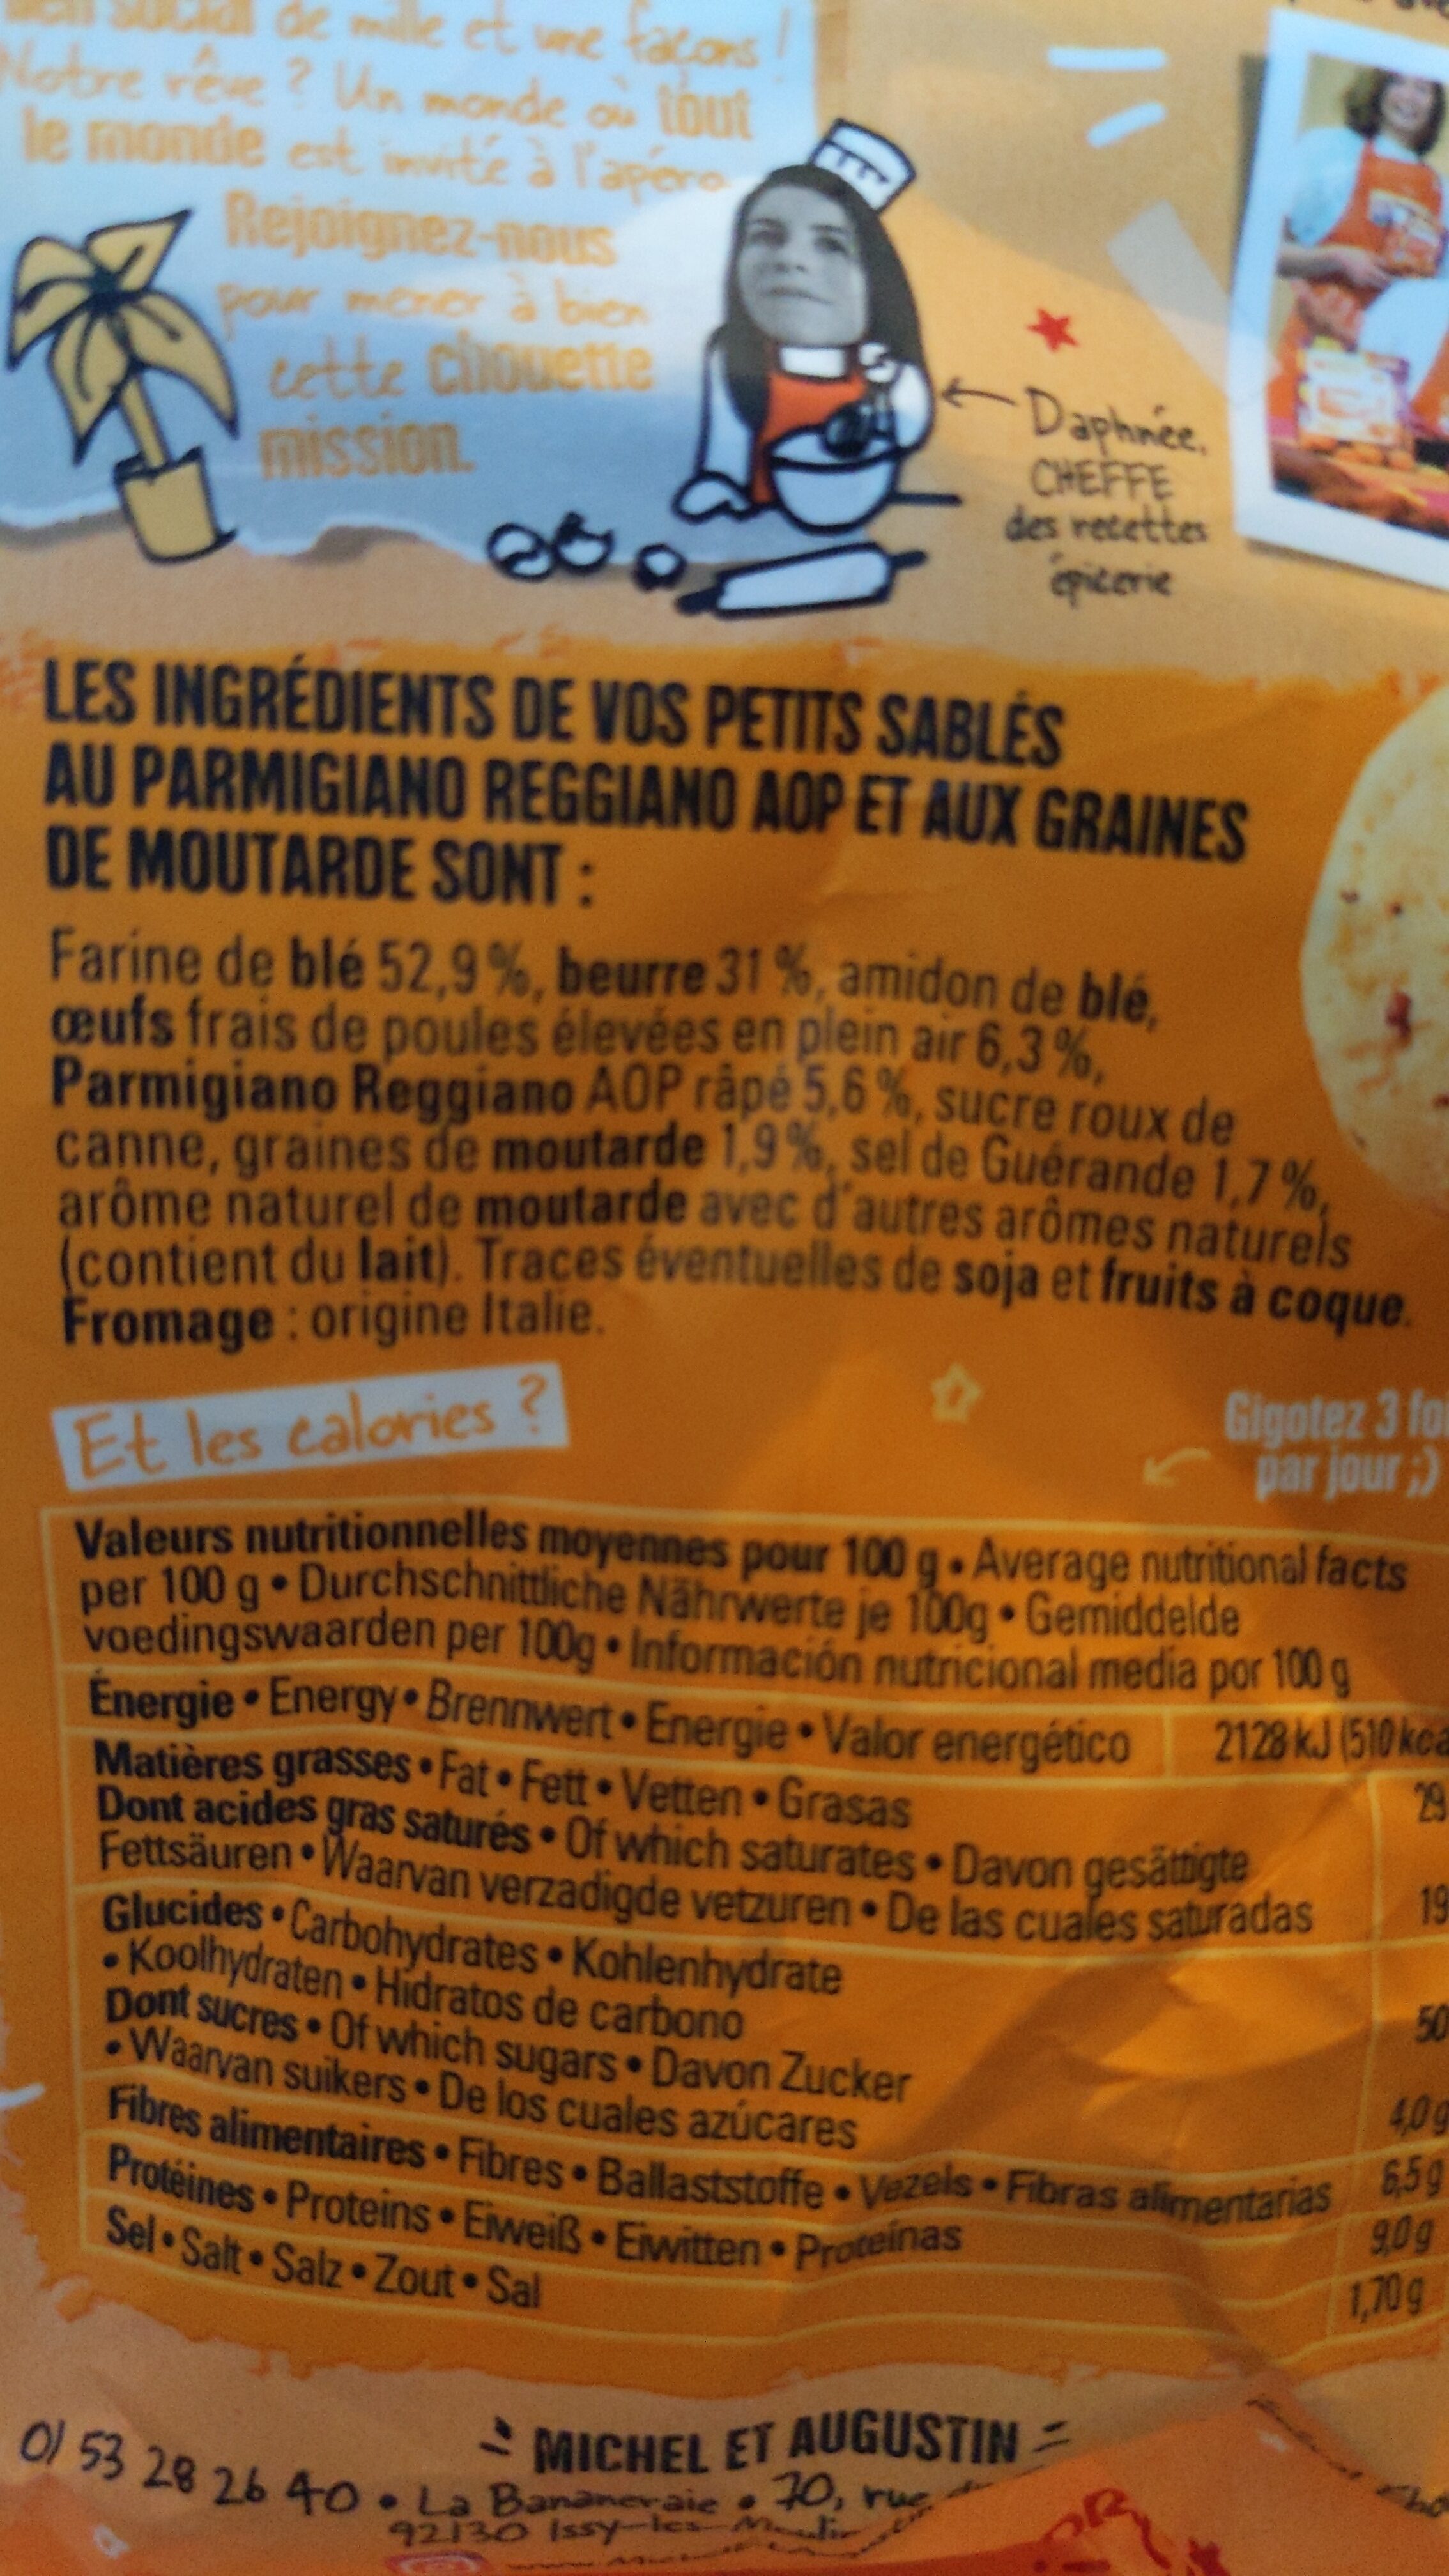 de mille et une façons !
Notre rêve ? Un monde où tout
le monde est invité à l'apéro
Rejoignez-nous
pour mener à bien
cette chouette
mission.
Daphnée,
CHEFFE
des recettes
épicerie
LES INGRÉDIENTS DE VOS PETITS SABLÉS
AU PARMIGIANO REGGIANO AOP ET AUX GRAINES
DE MOUTARDE SONT :
Farine de blé 52,9 %, beurre 31 %, amidon de blé,
œufs frais de poules élevées en plein air 6,3 %,
Parmigiano Reggiano AOP râpé 5,6 %, sucre roux de
canne, graines de moutarde 1,9 %, sel de Guérande 1,7 %,
arôme naturel de moutarde avec d'autres arômes naturels
(contient du lait). Traces éventuelles de soja et fruits à coque.
Fromage : origine Italie.
Et les calories ?
Gigotez 3 foi
par jour ;)
Valeurs nutritionnelles moyennes pour 100 g • Average nutritional facts
per 100 g • Durchschnittliche Nährwerte je 100g • Gemiddelde
voedingswaarden per 100g • Información nutricional media por 100 g
Énergie • Energy • Brennwert • Energie • Valor energético 2128 kJ (510 kca
Matières grasses • Fat • Fett • Vetten • Grasas 29
Dont acides gras saturés • Of which saturates • Davon gesättigte
Fettsäuren • Waarvan verzadigde vetzuren • De las cuales saturadas 19
Glucides • Carbohydrates • Kohlenhydrate
• Koolhydraten • Hidratos de carbono 50
Dont sucres • Of which sugars • Davon Zucker
• Waarvan suikers • De los cuales azúcares 4,0 g
Fibres alimentaires • Fibres • Ballaststoffe • Vezels • Fibras alimentarias 6,5 g
Protéines • Proteins • Eiweiß • Eiwitten • Proteínas 9,0 g
Sel • Salt • Salz • Zout • Sal 1,70 g
MICHEL ET AUGUSTIN
01 53 28 26 40 • La Bananeraie • 70, rue
92130 Issy-les-Moulin